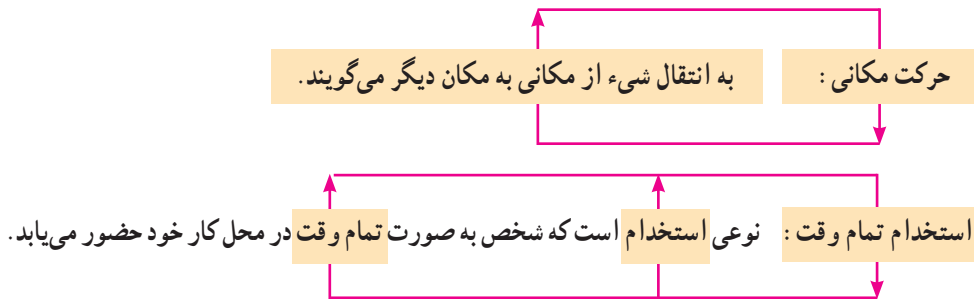 حرکت مکانی : به انتقال شیء از مکانی به مکان دیگر می‌گویند.
استخدام تمام وقت : نوعی استخدام است که شخص به صورت تمام وقت در محل کار خود حضور می‌یابد.